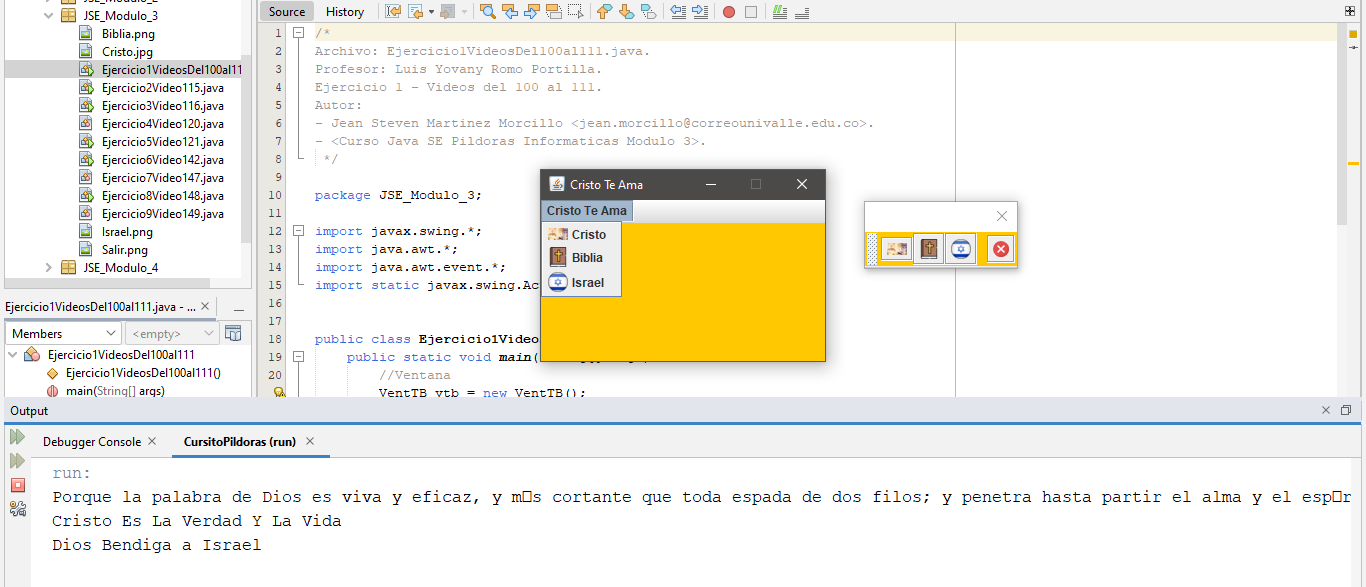 JSE_Modulo_3
Biblia.png
Cristo.jpg
Ejercicio1VideosDel100al11
Ejercicio2Video115.java
Ejercicio3Video116.java
Ejercicio4Video120.java
Ejercicio5Video121.java
Ejercicio6Video142.java
Ejercicio7Video147.java
Ejercicio8Video148.java
Ejercicio9Video149.java
Israel.png
Salir.png
JSE_Modulo_4
Ejercicio1VideosDel100al111.java - ...
Members
<empty>
Ejercicio1VideosDel100al111
Ejercicio1VideosDel100al111()
main(String[] args)
Source History
1 /*
2 Archivo: Ejercicio1VideosDel100al111.java.
3 Profesor: Luis Yovany Romo Portilla.
4 Ejercicio 1 - Videos del 100 al 111.
5 Autor:
6 - Jean Steven Martinez Morcillo <jean.morcillo@correounivalle.edu.co>.
7 - <Curso Java SE Pildoras Informaticas Modulo 3>.
8 */
9
10 package JSE_Modulo_3;
11
12 import javax.swing.*;
13 import java.awt.*;
14 import java.awt.event.*;
15 import static javax.swing.Ac
16
17
18 public class Ejercicio1Video
19 public static void main(
20 //Ventana
VentTB vtb = new VentTB();
Cristo Te Ama
Cristo Te Ama
Cristo
Biblia
Israel
Output
Debugger Console CursitoPildoras (run)
run:
Porque la palabra de Dios es viva y eficaz, y m□s cortante que toda espada de dos filos; y penetra hasta partir el alma y el esp□r
Cristo Es La Verdad Y La Vida
Dios Bendiga a Israel